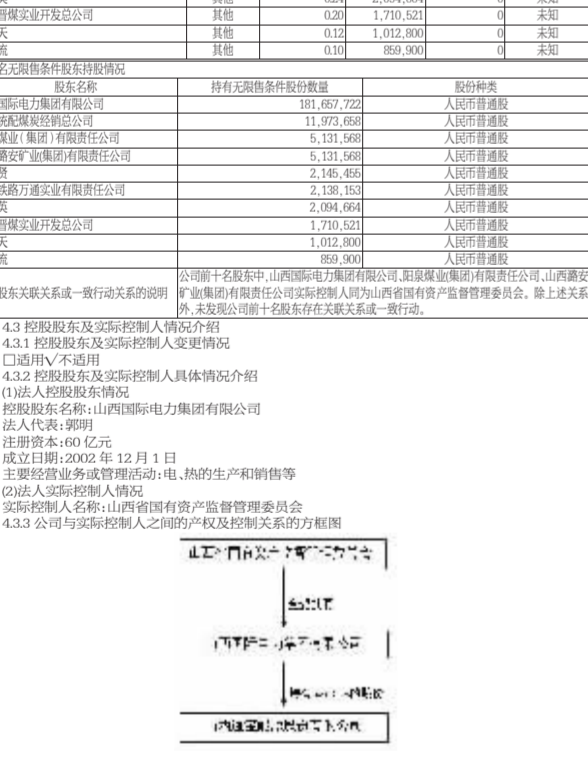 其他 0.24 2,094,664 0 未知
晋煤实业开发总公司 其他 0.20 1,710,521 0 未知
天 其他 0.12 1,012,800 0 未知
流 其他 0.10 859,900 0 未知
名无限售条件股东持股情况
股东名称 持有无限售条件股份数量 股份种类
国际电力集团有限公司 181,657,722 人民币普通股
统配煤炭经销总公司 11,973,658 人民币普通股
煤业(集团)有限责任公司 5,131,568 人民币普通股
潞安矿业(集团)有限责任公司 5,131,568 人民币普通股
贤 2,145,455 人民币普通股
铁路万通实业有限责任公司 2,138,153 人民币普通股
英 2,094,664 人民币普通股
晋煤实业开发总公司 1,710,521 人民币普通股
天 1,012,800 人民币普通股
流 859,900 人民币普通股
股东关联关系或一致行动关系的说明
公司前十名股东中,山西国际电力集团有限公司、阳泉煤业(集团)有限责任公司、山西潞安
矿业(集团)有限责任公司实际控制人同为山西省国有资产监督管理委员会。除上述关系
外,未发现公司前十名股东存在关联关系或一致行动。
4.3 控股股东及实际控制人情况介绍
4.3.1 控股股东及实际控制人变更情况
□适用√不适用
4.3.2 控股股东及实际控制人具体情况介绍
(1)法人控股股东情况
控股股东名称:山西国际电力集团有限公司
法人代表:郭明
注册资本:60 亿元
成立日期:2002 年 12 月 1 日
主要经营业务或管理活动:电、热的生产和销售等
(2)法人实际控制人情况
实际控制人名称:山西省国有资产监督管理委员会
4.3.3 公司与实际控制人之间的产权及控制关系的方框图